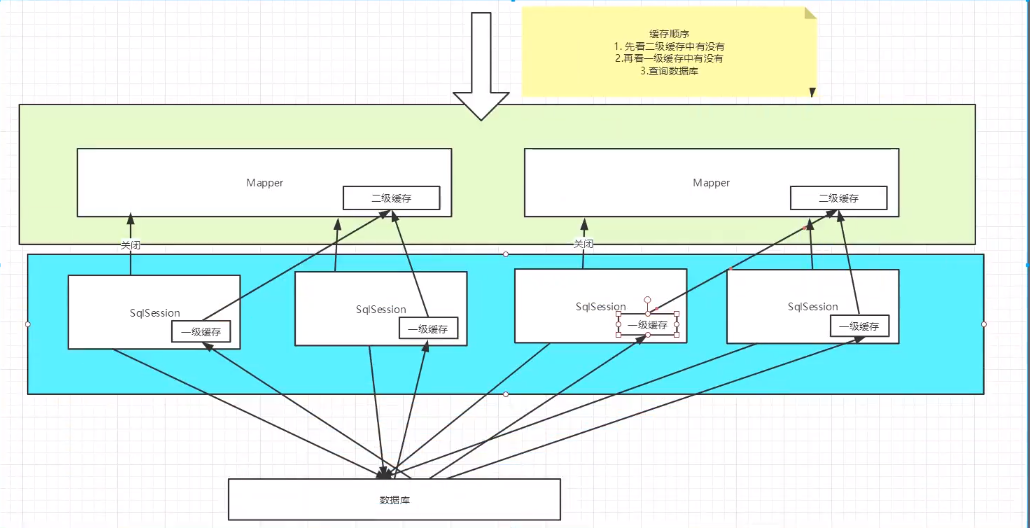 缓存顺序
1. 先看二级缓存中有没有
2.再看一级缓存中有没有
3.查询数据库
Mapper
二级缓存
Mapper
二级缓存
关闭
关闭
SqlSession
一级缓存
SqlSession
一级缓存
SqlSession
一级缓存
SqlSession
一级缓存
数据库